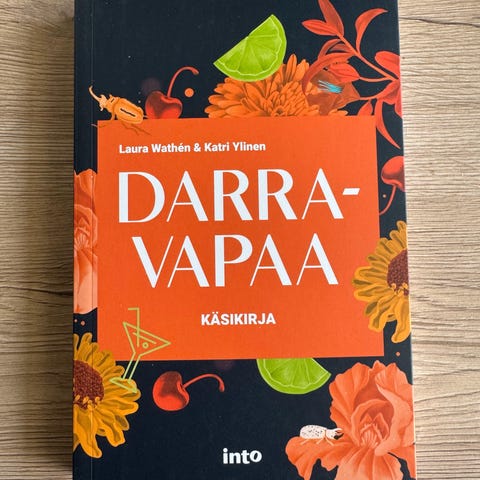 Laura Wathén & Katri Ylinen
DARRA-
VAPAA
KÄSIKIRJA
into